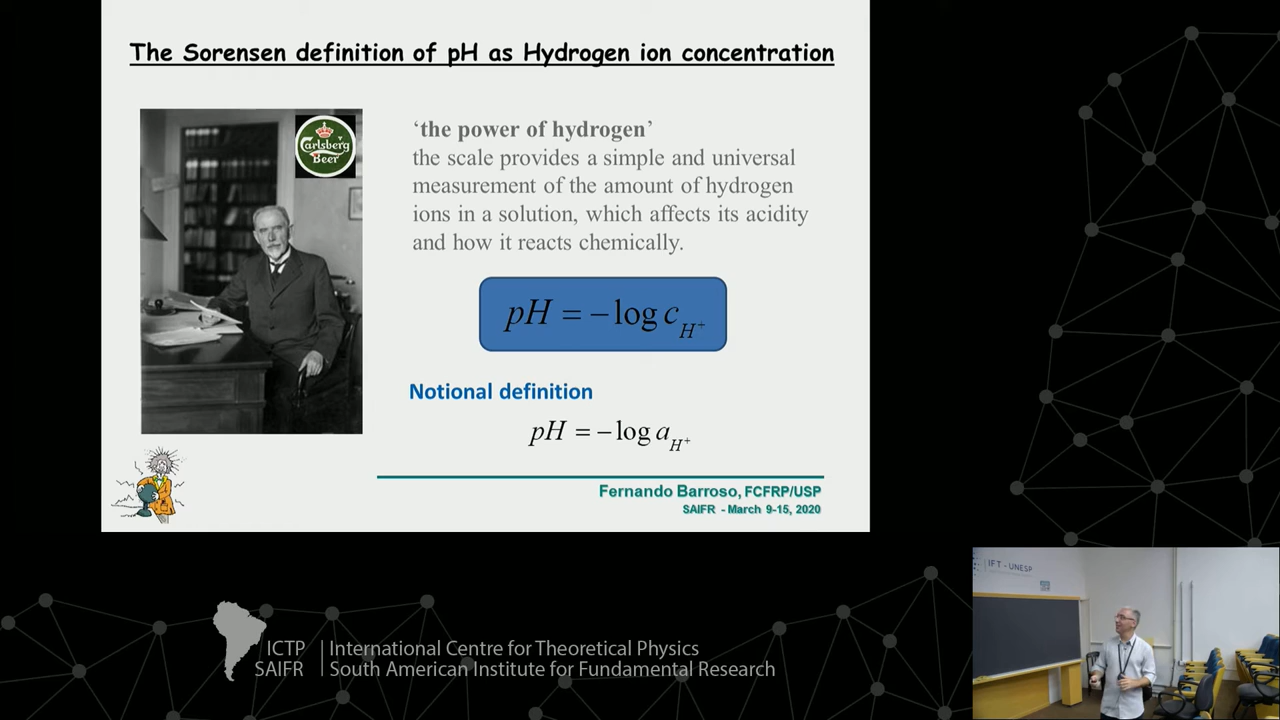 The Sorensen definition of pH as Hydrogen ion concentration
Carlsberg
Beer
‘the power of hydrogen’
the scale provides a simple and universal
measurement of the amount of hydrogen
ions in a solution, which affects its acidity
and how it reacts chemically.
pH = − log c_{H⁺}
Notional definition
pH = − log a_{H⁺}
Fernando Barroso, FCFRP/USP
SAIFR - March 9-15, 2020
IFT - UNESP
ICTP | International Centre for Theoretical Physics
SAIFR | South American Institute for Fundamental Research